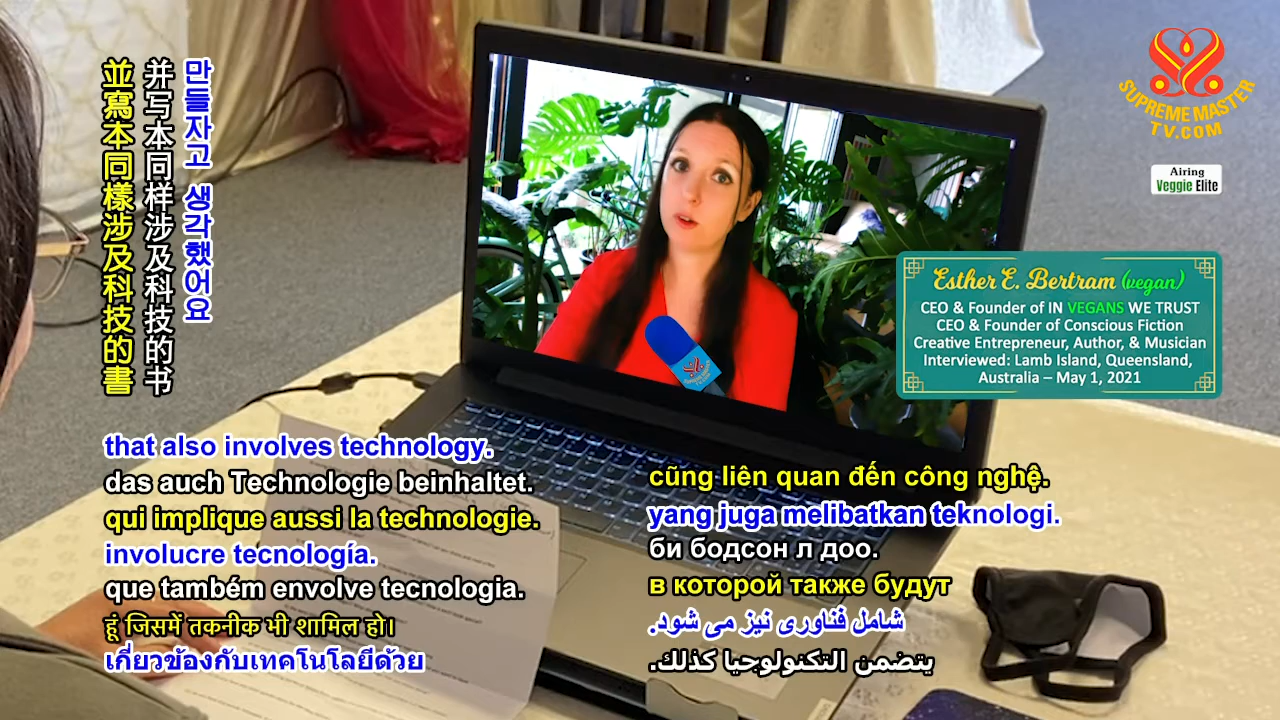 만들자고 생각했어요
并写本同样涉及科技的书
並寫本同樣涉及科技的書
that also involves technology.
das auch Technologie beinhaltet.
qui implique aussi la technologie.
involucre tecnología.
que também envolve tecnologia.
हूं जिसमें तकनीक भी शामिल हो।
เกี่ยวข้องกับเทคโนโลยีด้วย
cũng liên quan đến công nghệ.
yang juga melibatkan teknologi.
би бодсон л доо.
в которой также будут
شامل فناوری نیز می شود.
يتضمن التكنولوجيا كذلك.
SUPREME MASTER
TV.COM
Airing
Veggie Elite
Esther E. Bertram (vegan)
CEO & Founder of IN VEGANS WE TRUST
CEO & Founder of Conscious Fiction
Creative Entrepreneur, Author, & Musician
Interviewed: Lamb Island, Queensland,
Australia – May 1, 2021